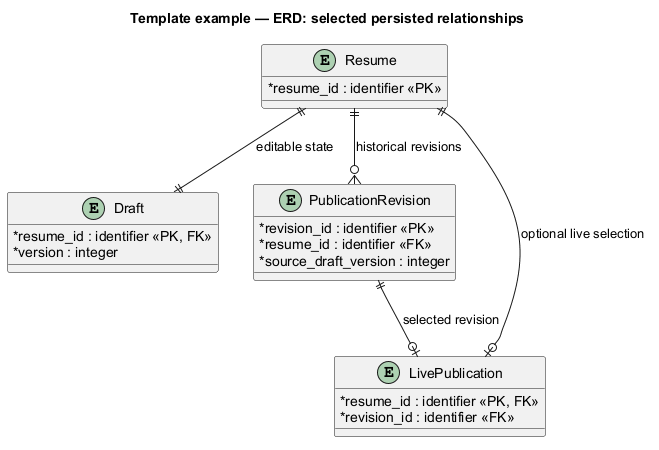 Template example — ERD: selected persisted relationships
E Resume
*resume_id : identifier «PK»
editable state
historical revisions
E Draft
*resume_id : identifier «PK, FK»
*version : integer
E PublicationRevision
*revision_id : identifier «PK»
*resume_id : identifier «FK»
*source_draft_version : integer
optional live selection
selected revision
E LivePublication
*resume_id : identifier «PK, FK»
*revision_id : identifier «FK»